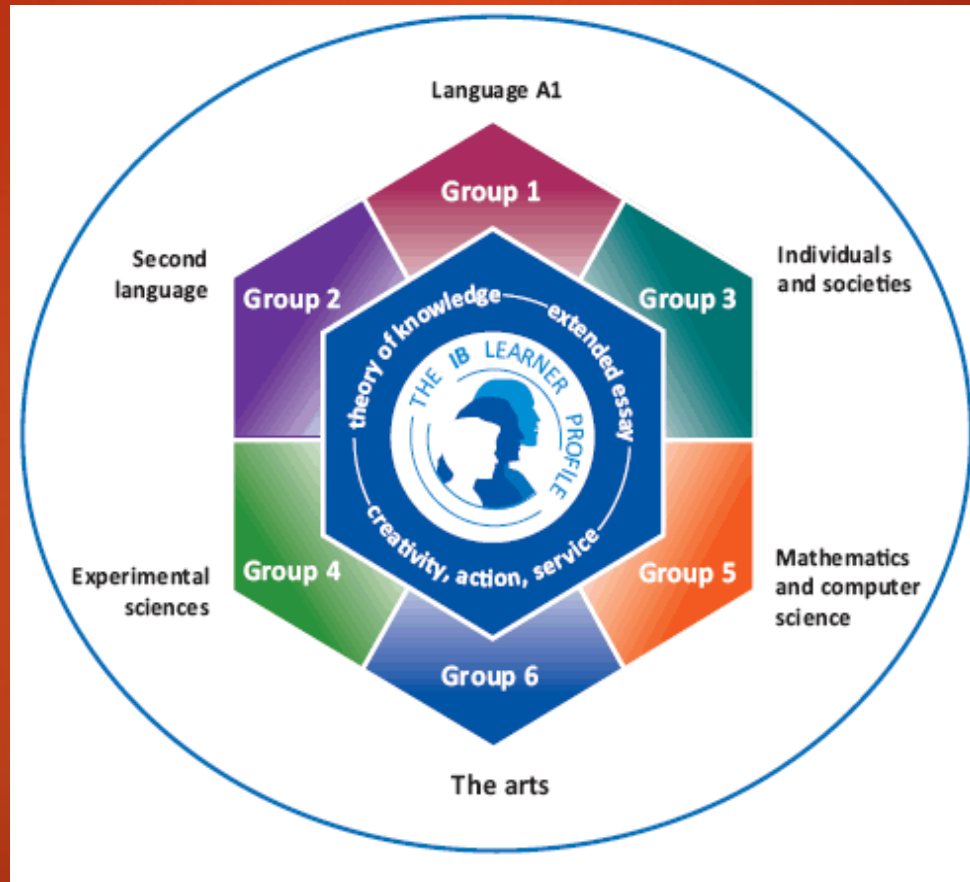 Language A1
Group 1
Second
language
Group 2
Group 3
Individuals
and societies
theory of knowledge
extended essay
THE IB LEARNER PROFILE
creativity, action, service
Experimental
sciences
Group 4
Group 5
Mathematics
and computer
science
Group 6
The arts